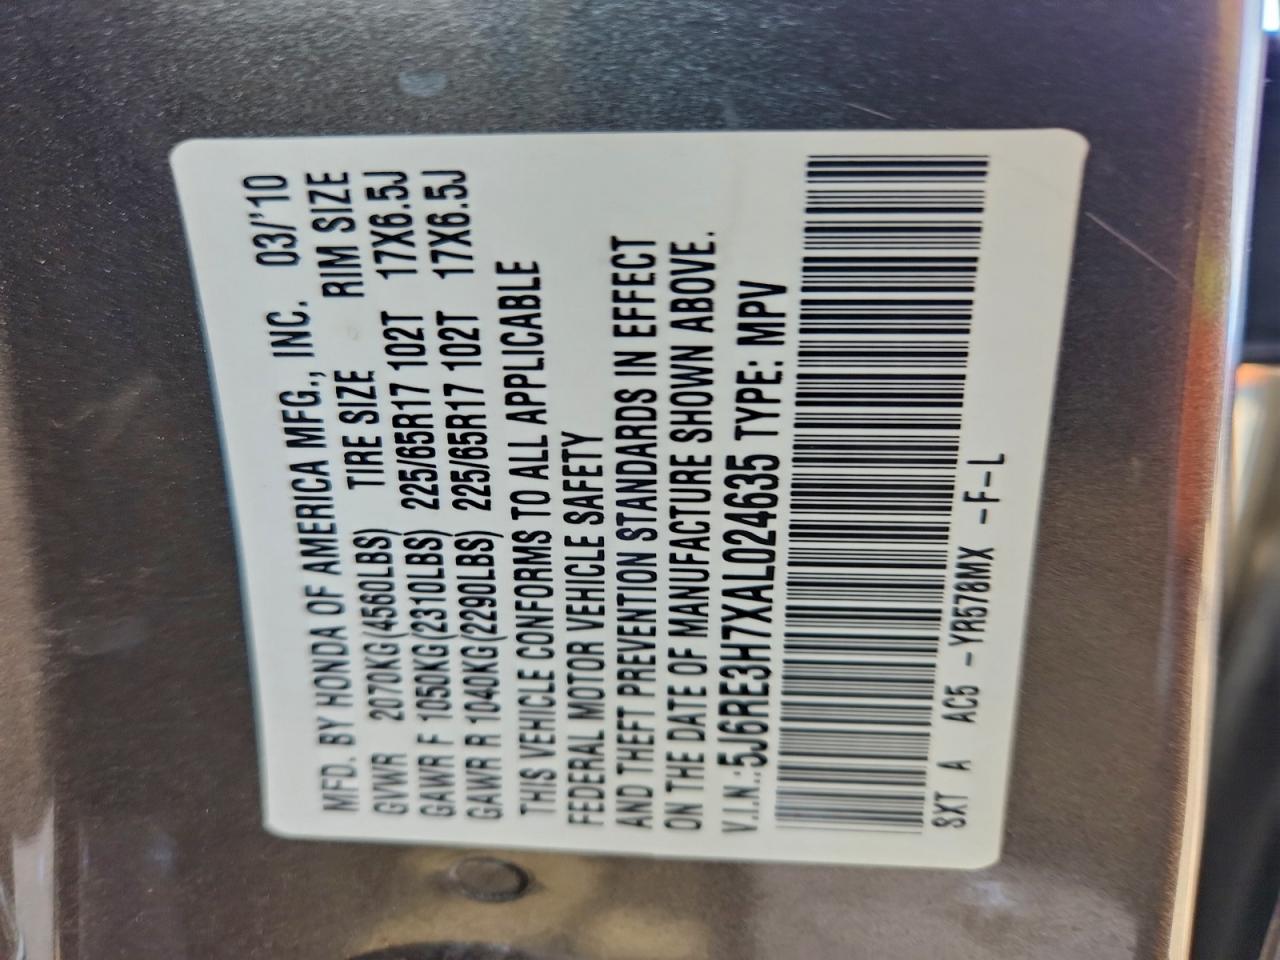 MFD. BY HONDA OF AMERICA MFG., INC. 03/'10
GVWR 2070KG(4560LBS) TIRE SIZE RIM SIZE
GAWR F 1050KG(2310LBS) 225/65R17 102T 17X6.5J
GAWR R 1040KG(2290LBS) 225/65R17 102T 17X6.5J
THIS VEHICLE CONFORMS TO ALL APPLICABLE
FEDERAL MOTOR VEHICLE SAFETY
AND THEFT PREVENTION STANDARDS IN EFFECT
ON THE DATE OF MANUFACTURE SHOWN ABOVE.
V.I.N.:5J6RE3H7XAL024635 TYPE: MPV
SXT A AC5 -YR578MX -F-L